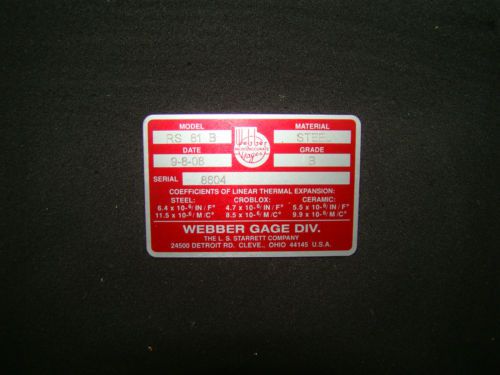 MODEL MATERIAL
RS 81 B Webber STEEL
DATE GRADE
9-8-08 Gages B
SERIAL 8604
COEFFICIENTS OF LINEAR THERMAL EXPANSION:
STEEL: CROBLOX: CERAMIC:
6.4 x 10-6/ IN / F° 4.7 x 10-6/ IN / F° 5.5 x 10-6/ IN / F°
11.5 x 10-6/ M / C° 8.5 x 10-6/ M / C° 9.9 x 10-6/ M / C°
WEBBER GAGE DIV.
THE L. S. STARRETT COMPANY
24500 DETROIT RD. CLEVE., OHIO 44145 U.S.A.